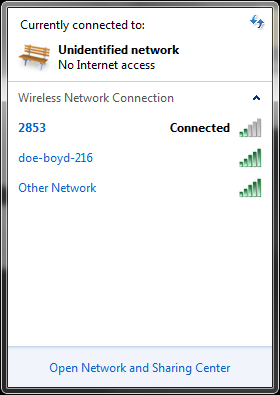 Currently connected to:
Unidentified network
No Internet access
Wireless Network Connection
2853 Connected
doe-boyd-216
Other Network
Open Network and Sharing Center